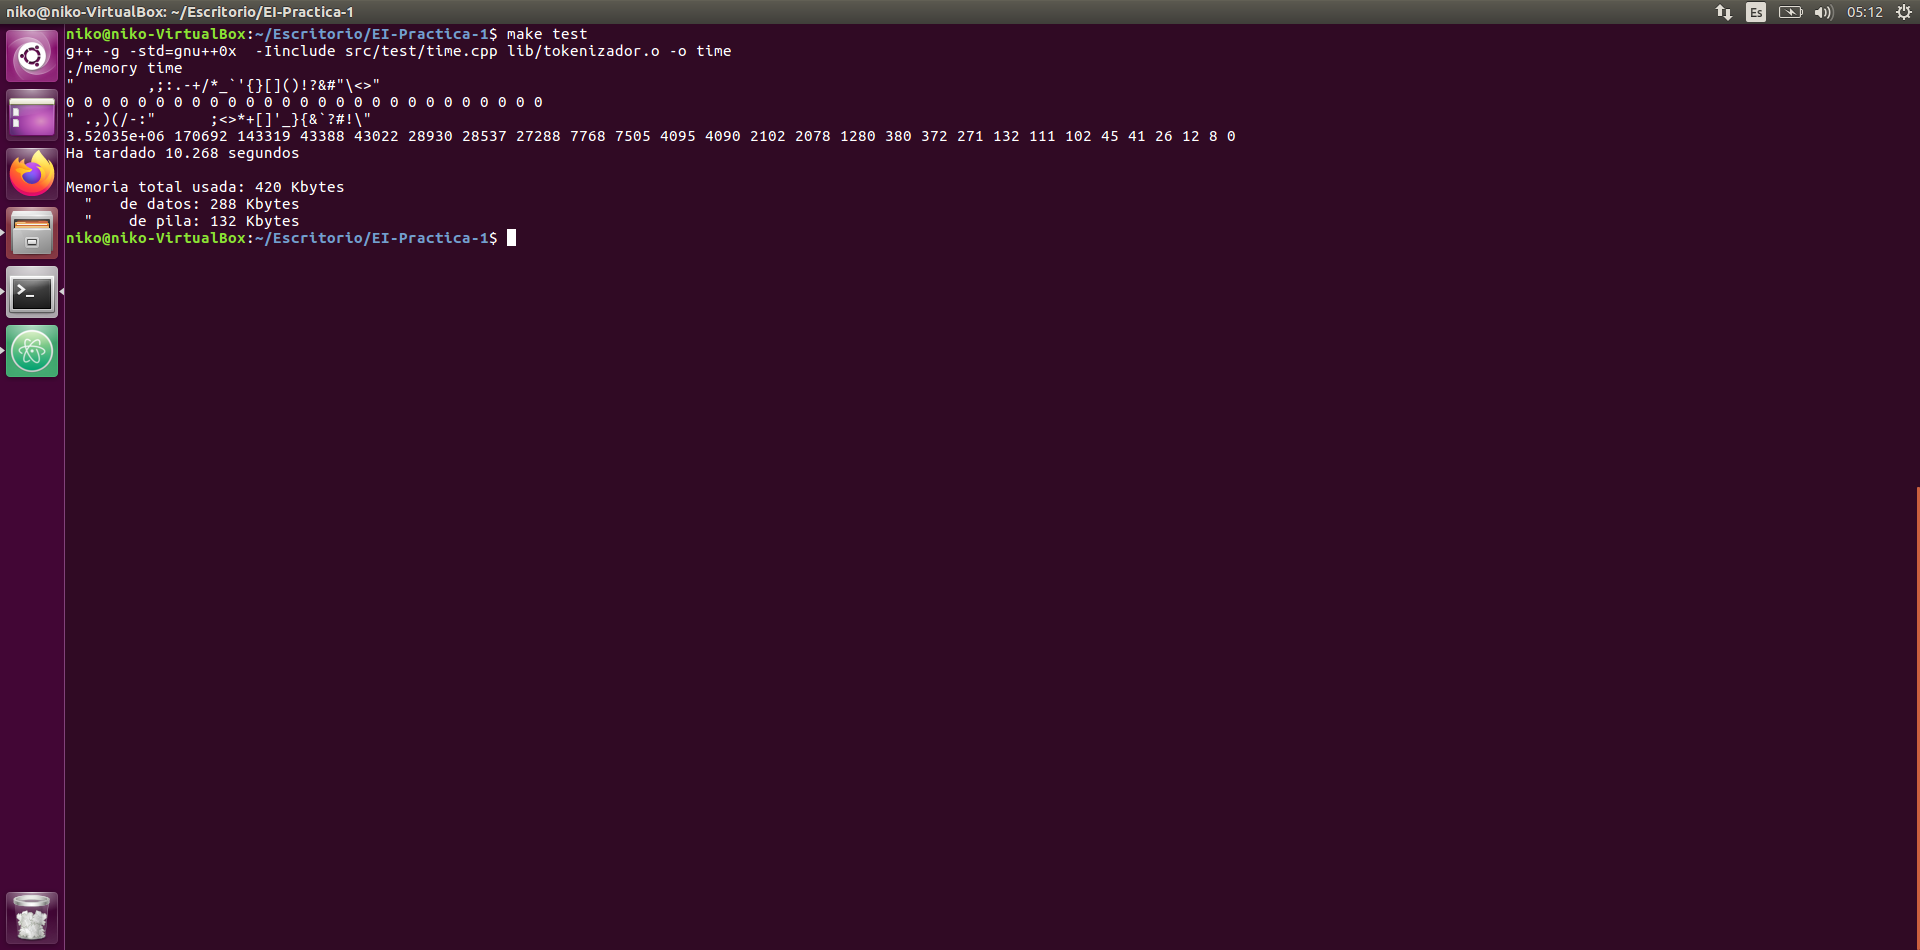 niko@niko-VirtualBox: ~/Escritorio/EI-Practica-1
Es
05:12
niko@niko-VirtualBox:~/Escritorio/EI-Practica-1$ make test
g++ -g -std=gnu++0x  -Iinclude src/test/time.cpp lib/tokenizador.o -o time
./memory time
"        ,;:.-+/*_`'{}[]()!?&#"\<>"
0 0 0 0 0 0 0 0 0 0 0 0 0 0 0 0 0 0 0 0 0 0 0 0 0 0 0
" .,)(/-:"      ;<>*+[]'_}{&`?#!\"
3.52035e+06 170692 143319 43388 43022 28930 28537 27288 7768 7505 4095 4090 2102 2078 1280 380 372 271 132 111 102 45 41 26 12 8 0
Ha tardado 10.268 segundos
Memoria total usada: 420 Kbytes
  "   de datos: 288 Kbytes
  "    de pila: 132 Kbytes
niko@niko-VirtualBox:~/Escritorio/EI-Practica-1$